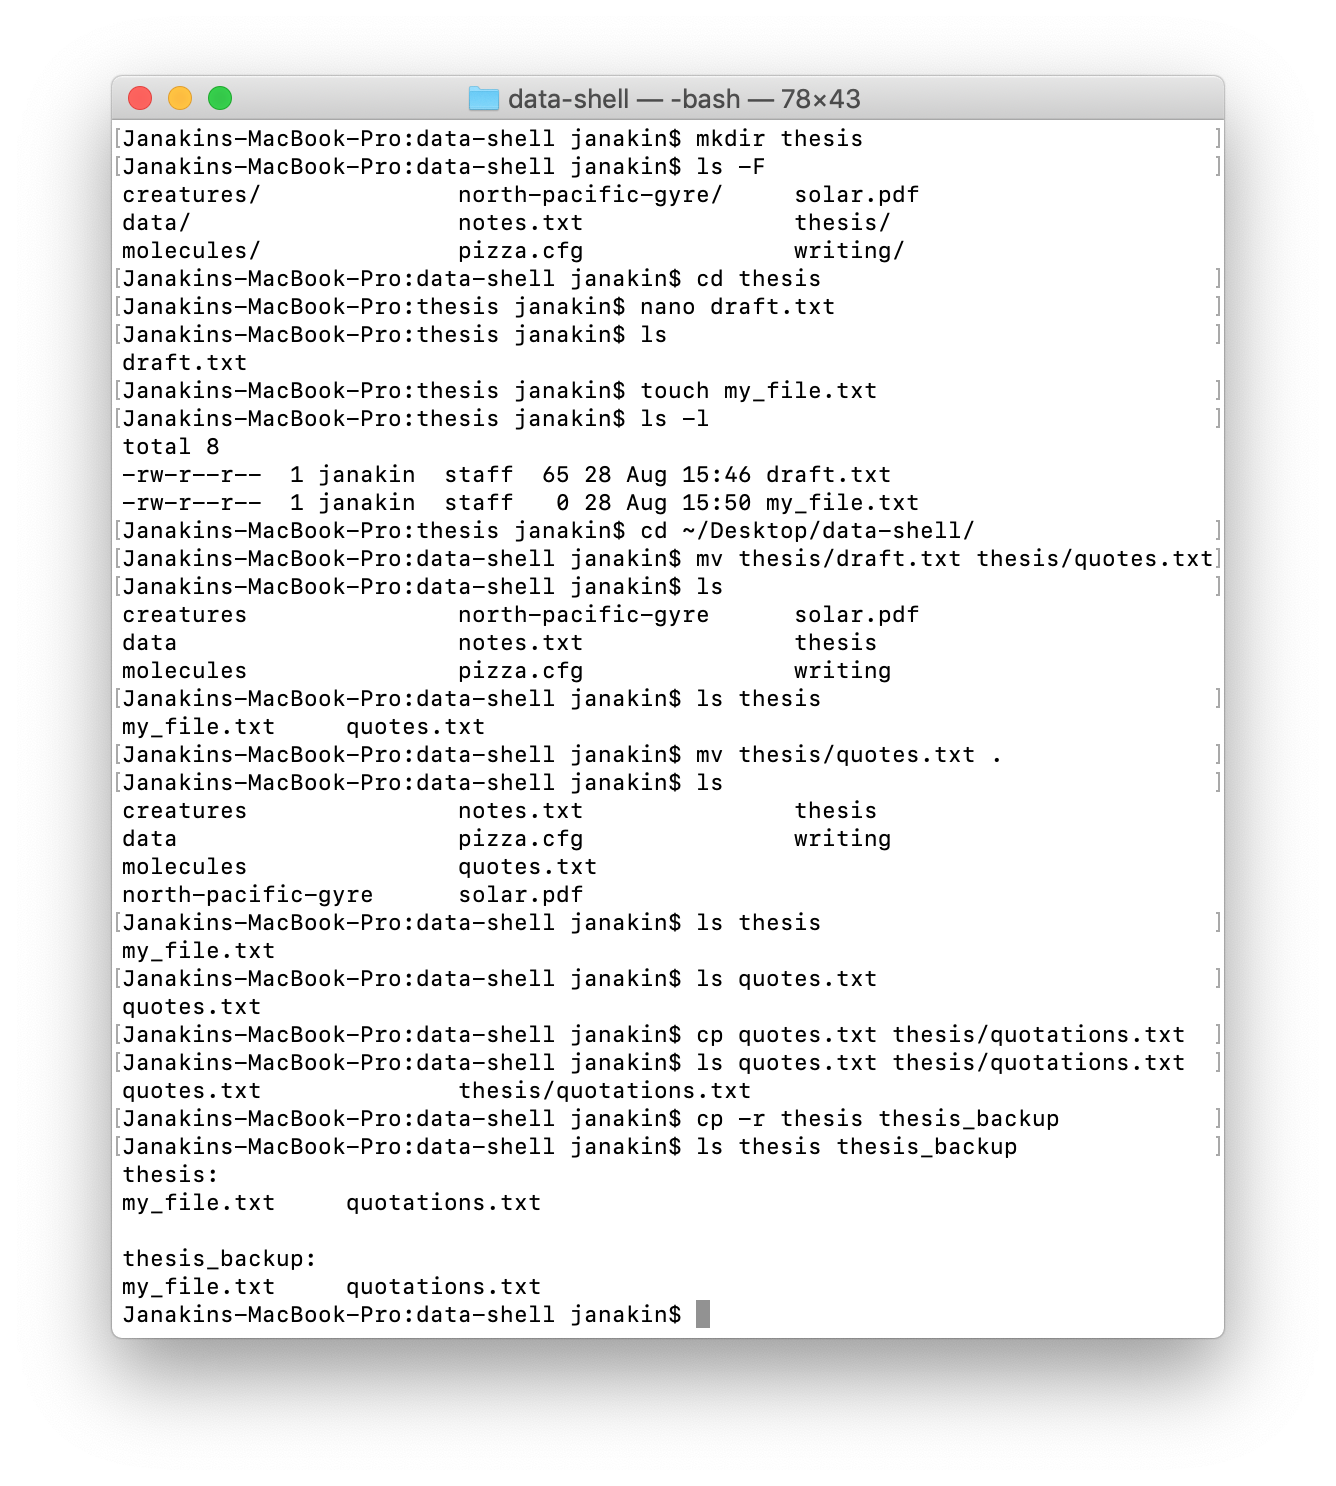 data-shell — -bash — 78×43
[Janakins-MacBook-Pro:data-shell janakin$ mkdir thesis ]
[Janakins-MacBook-Pro:data-shell janakin$ ls -F ]
creatures/ north-pacific-gyre/ solar.pdf
data/ notes.txt thesis/
molecules/ pizza.cfg writing/
[Janakins-MacBook-Pro:data-shell janakin$ cd thesis ]
[Janakins-MacBook-Pro:thesis janakin$ nano draft.txt ]
[Janakins-MacBook-Pro:thesis janakin$ ls ]
draft.txt
[Janakins-MacBook-Pro:thesis janakin$ touch my_file.txt ]
[Janakins-MacBook-Pro:thesis janakin$ ls -l ]
total 8
-rw-r--r-- 1 janakin staff 65 28 Aug 15:46 draft.txt
-rw-r--r-- 1 janakin staff 0 28 Aug 15:50 my_file.txt
[Janakins-MacBook-Pro:thesis janakin$ cd ~/Desktop/data-shell/ ]
[Janakins-MacBook-Pro:data-shell janakin$ mv thesis/draft.txt thesis/quotes.txt]
[Janakins-MacBook-Pro:data-shell janakin$ ls ]
creatures north-pacific-gyre solar.pdf
data notes.txt thesis
molecules pizza.cfg writing
[Janakins-MacBook-Pro:data-shell janakin$ ls thesis ]
my_file.txt quotes.txt
[Janakins-MacBook-Pro:data-shell janakin$ mv thesis/quotes.txt . ]
[Janakins-MacBook-Pro:data-shell janakin$ ls ]
creatures notes.txt thesis
data pizza.cfg writing
molecules quotes.txt
north-pacific-gyre solar.pdf
[Janakins-MacBook-Pro:data-shell janakin$ ls thesis ]
my_file.txt
[Janakins-MacBook-Pro:data-shell janakin$ ls quotes.txt ]
quotes.txt
[Janakins-MacBook-Pro:data-shell janakin$ cp quotes.txt thesis/quotations.txt ]
[Janakins-MacBook-Pro:data-shell janakin$ ls quotes.txt thesis/quotations.txt ]
quotes.txt thesis/quotations.txt
[Janakins-MacBook-Pro:data-shell janakin$ cp -r thesis thesis_backup ]
[Janakins-MacBook-Pro:data-shell janakin$ ls thesis thesis_backup ]
thesis:
my_file.txt quotations.txt
thesis_backup:
my_file.txt quotations.txt
Janakins-MacBook-Pro:data-shell janakin$